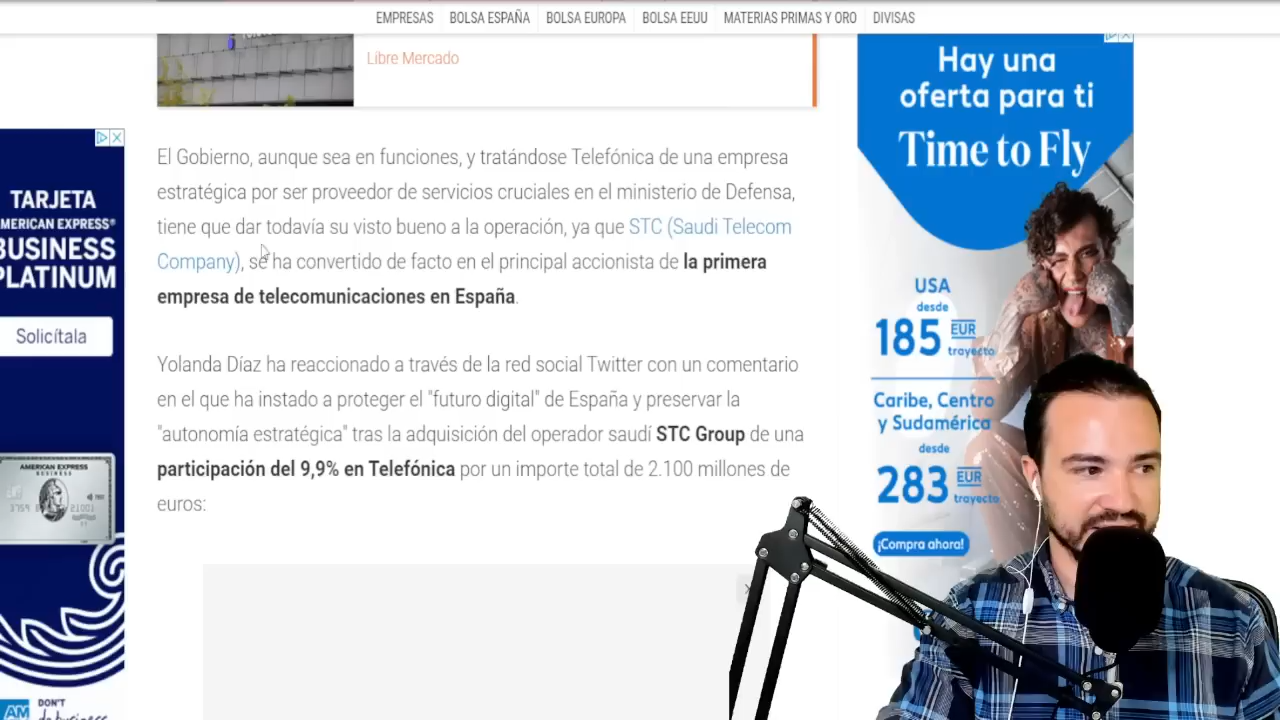 EMPRESAS BOLSA ESPAÑA BOLSA EUROPA BOLSA EEUU MATERIAS PRIMAS Y ORO DIVISAS
Libre Mercado
El Gobierno, aunque sea en funciones, y tratándose Telefónica de una empresa
estratégica por ser proveedor de servicios cruciales en el ministerio de Defensa,
tiene que dar todavía su visto bueno a la operación, ya que STC (Saudi Telecom
Company), se ha convertido de facto en el principal accionista de la primera
empresa de telecomunicaciones en España.
Yolanda Díaz ha reaccionado a través de la red social Twitter con un comentario
en el que ha instado a proteger el "futuro digital" de España y preservar la
"autonomía estratégica" tras la adquisición del operador saudí STC Group de una
participación del 9,9% en Telefónica por un importe total de 2.100 millones de
euros:
TARJETA
AMERICAN EXPRESS®
BUSINESS
PLATINUM
Solicítala
AMERICAN EXPRESS
AM
DON'T
do business
Hay una
oferta para ti
Time to Fly
USA
desde
185 EUR
trayecto
Caribe, Centro
y Sudamérica
desde
283 EUR
trayecto
¡Compra ahora!